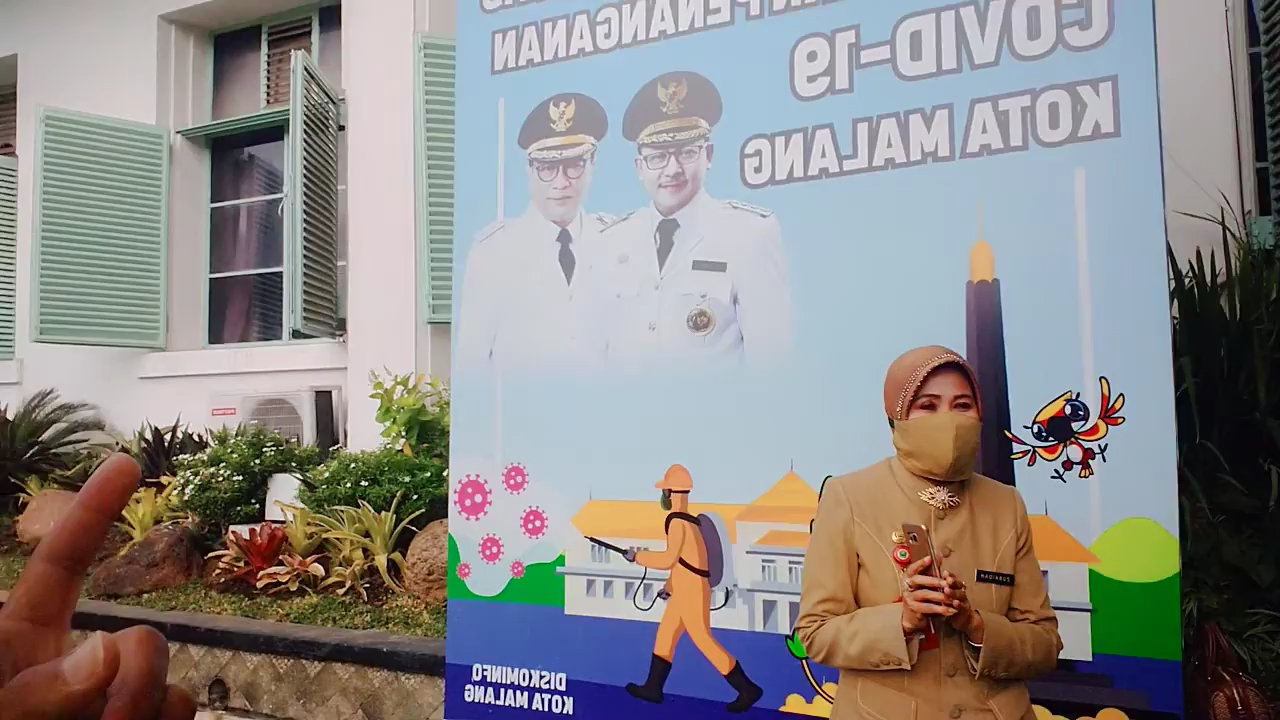 PENANGANAN
COVID-19
KOTA MALANG
DISKOMINFO
KOTA MALANG